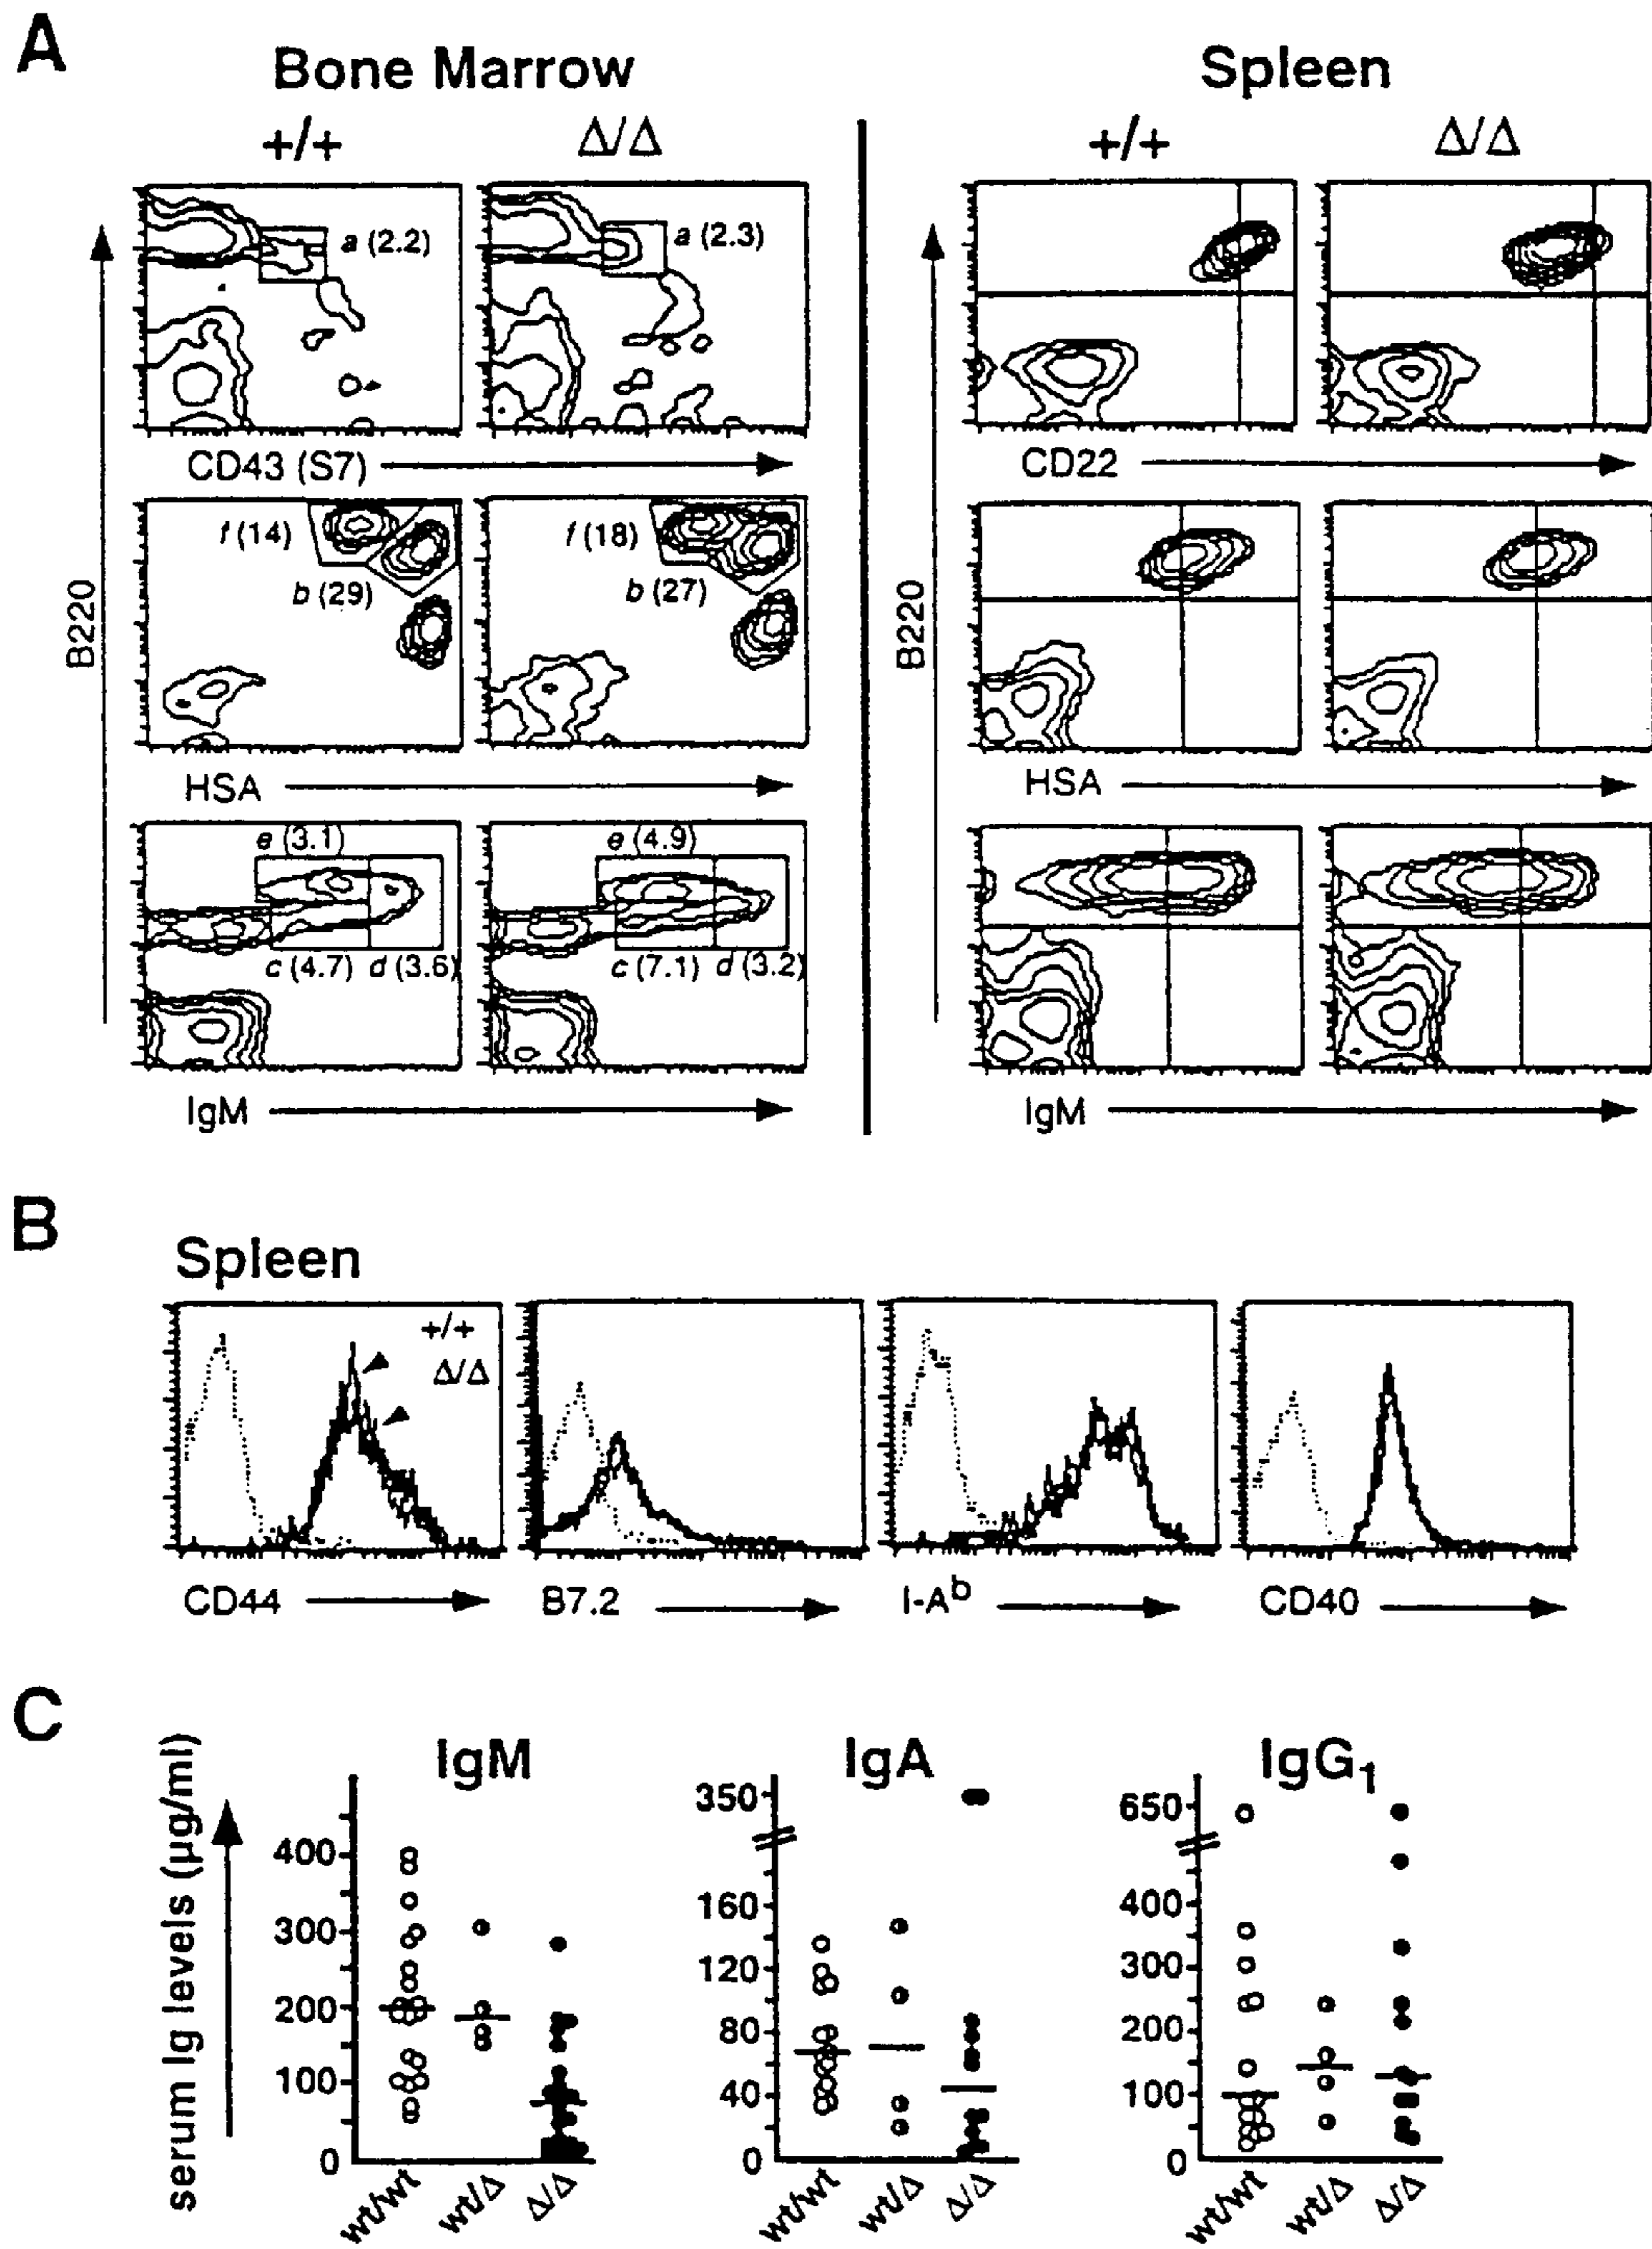 A
Bone Marrow
Spleen
+/+
Δ/Δ
+/+
Δ/Δ
a (2.2)
a (2.3)
CD43 (S7)
CD22
f (14)
b (29)
f (18)
b (27)
B220
B220
HSA
HSA
e (3.1)
e (4.9)
c (4.7) d (3.6)
c (7.1) d (3.2)
IgM
IgM
B
Spleen
+/+
Δ/Δ
CD44
B7.2
I-Aᵇ
CD40
C
serum Ig levels (µg/ml)
IgM
400
300
200
100
0
wt/wt
wt/Δ
Δ/Δ
IgA
350
160
120
80
40
0
wt/wt
wt/Δ
Δ/Δ
IgG₁
650
400
300
200
100
0
wt/wt
wt/Δ
Δ/Δ